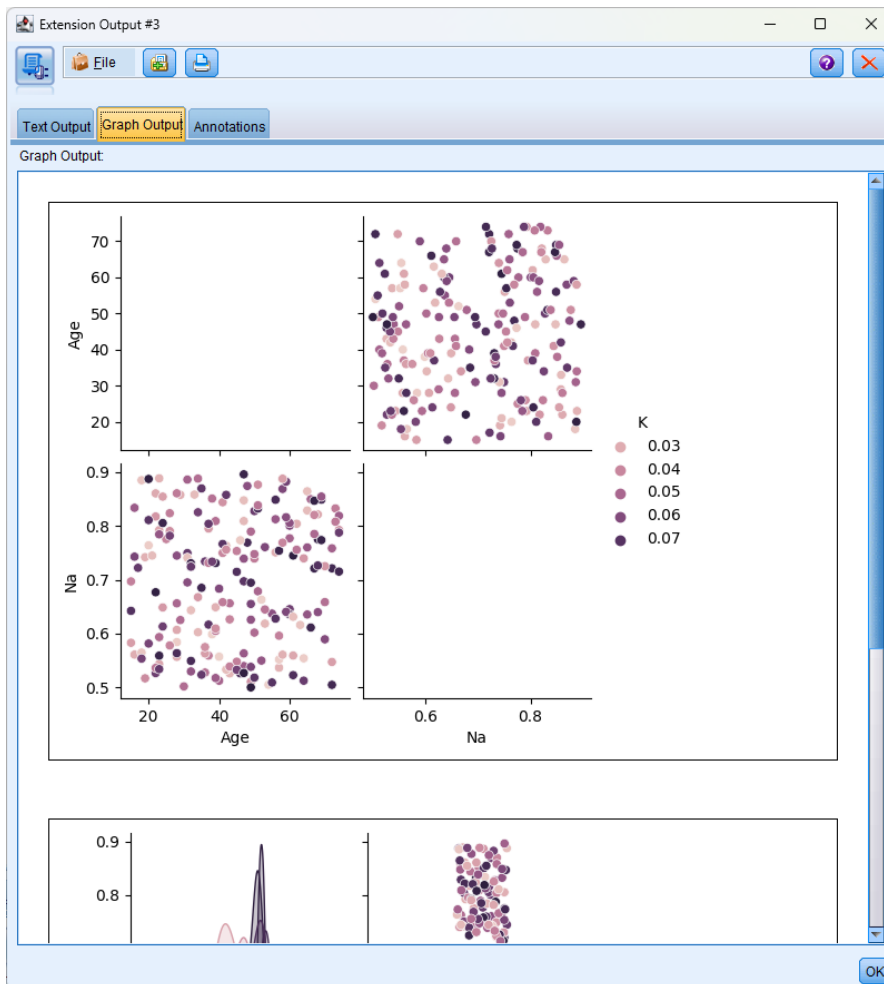 Extension Output #3
File
Text Output Graph Output Annotations
Graph Output:
70
60
50
40
30
20
Age
K
0.03
0.04
0.05
0.06
0.07
0.9
0.8
0.7
0.6
0.5
Na
20 40 60
Age
0.6 0.8
Na
0.9
0.8
OK